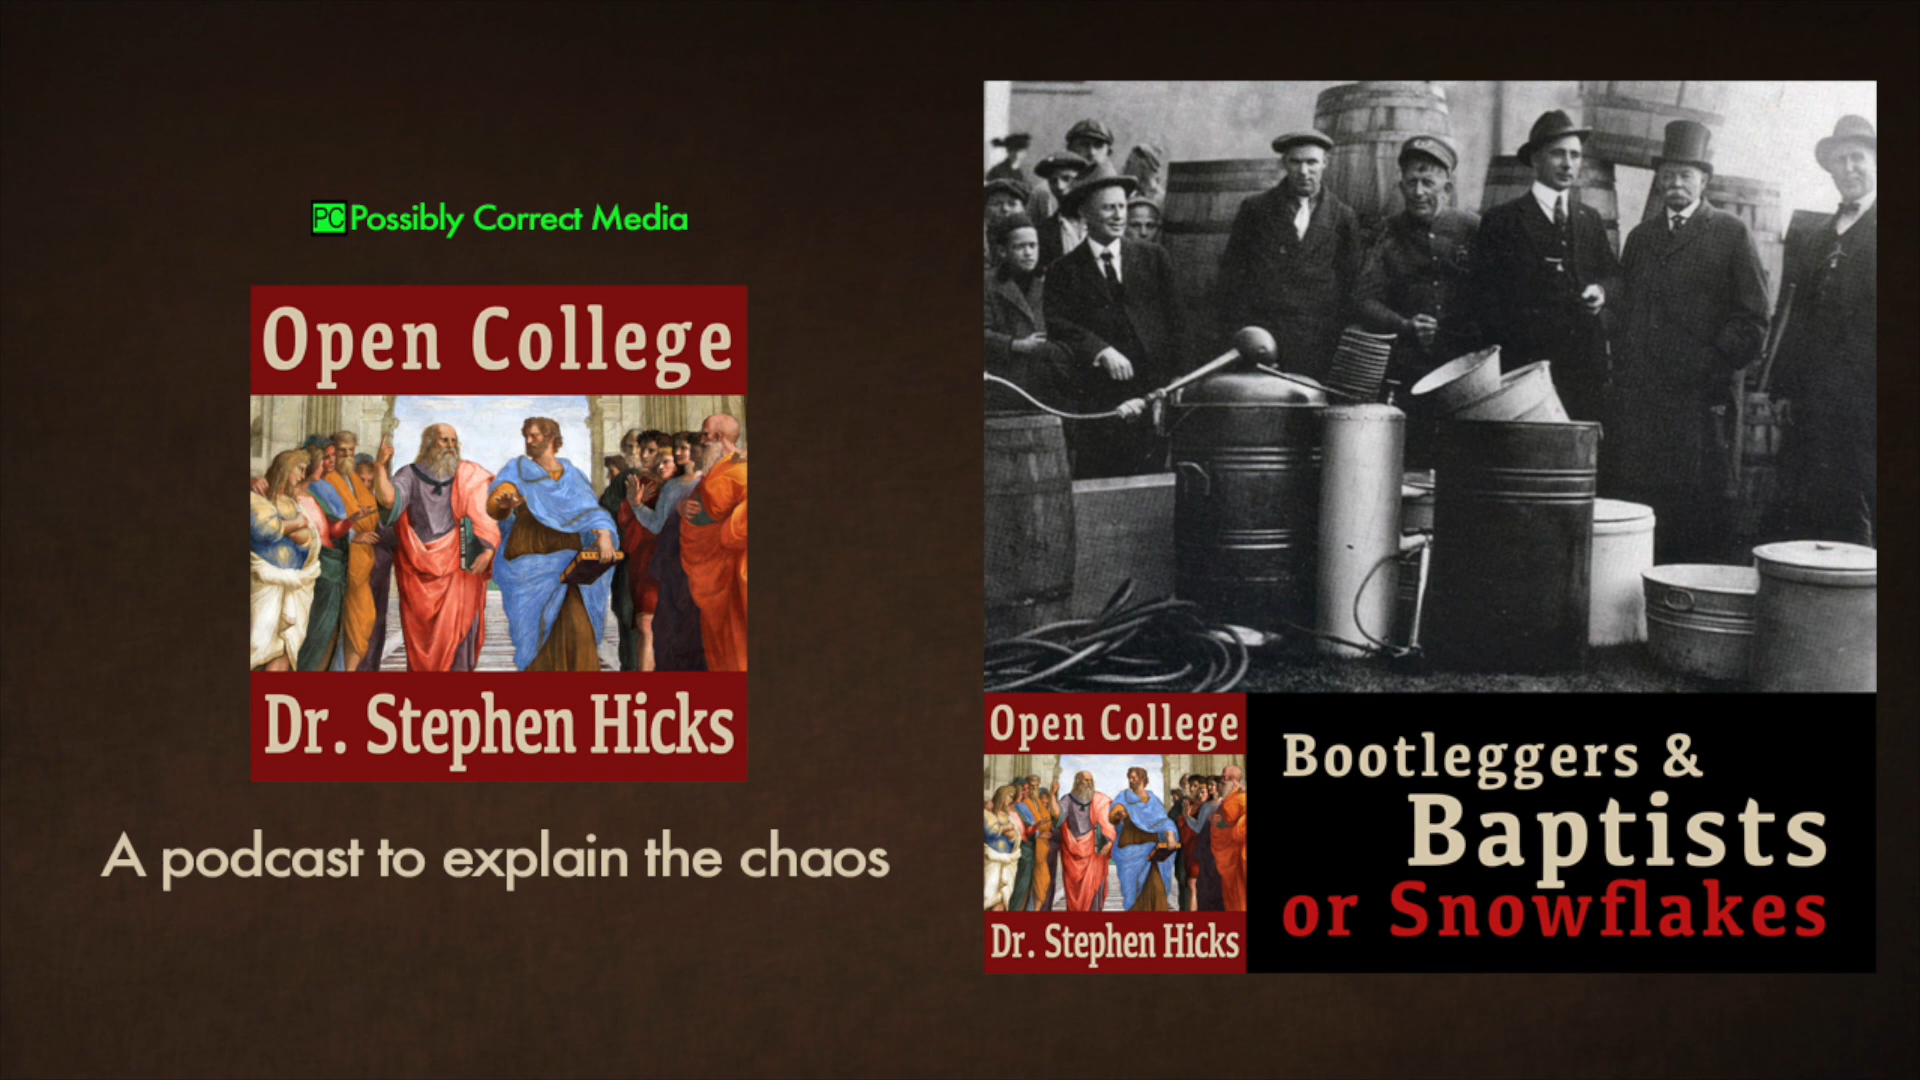 PC Possibly Correct Media
Open College
Dr. Stephen Hicks
A podcast to explain the chaos
Open College
Dr. Stephen Hicks
Bootleggers &
Baptists
or Snowflakes